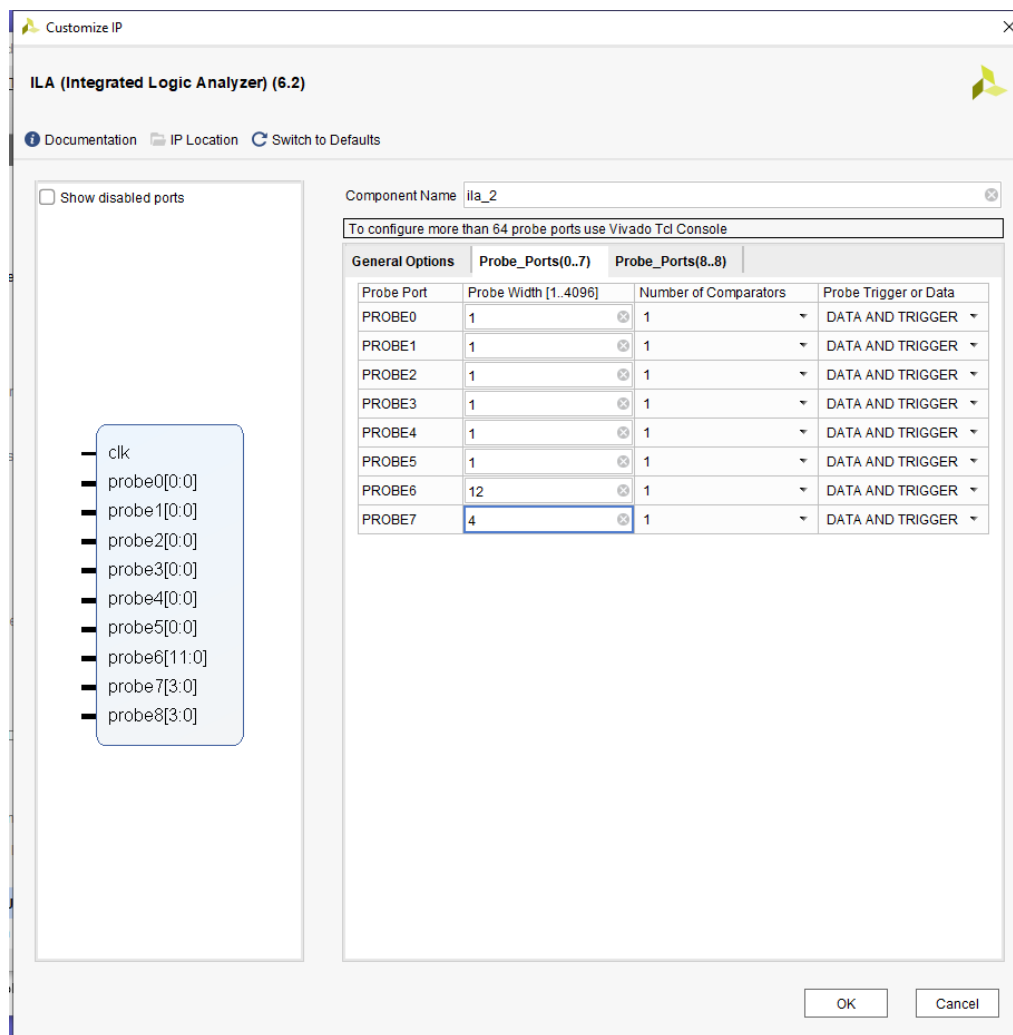 Customize IP
ILA (Integrated Logic Analyzer) (6.2)
Documentation IP Location Switch to Defaults
Show disabled ports
clk
probe0[0:0]
probe1[0:0]
probe2[0:0]
probe3[0:0]
probe4[0:0]
probe5[0:0]
probe6[11:0]
probe7[3:0]
probe8[3:0]
Component Name ila_2
To configure more than 64 probe ports use Vivado Tcl Console
General Options Probe_Ports(0..7) Probe_Ports(8..8)
Probe Port Probe Width [1..4096] Number of Comparators Probe Trigger or Data
PROBE0 1 1 DATA AND TRIGGER
PROBE1 1 1 DATA AND TRIGGER
PROBE2 1 1 DATA AND TRIGGER
PROBE3 1 1 DATA AND TRIGGER
PROBE4 1 1 DATA AND TRIGGER
PROBE5 1 1 DATA AND TRIGGER
PROBE6 12 1 DATA AND TRIGGER
PROBE7 4 1 DATA AND TRIGGER
OK Cancel